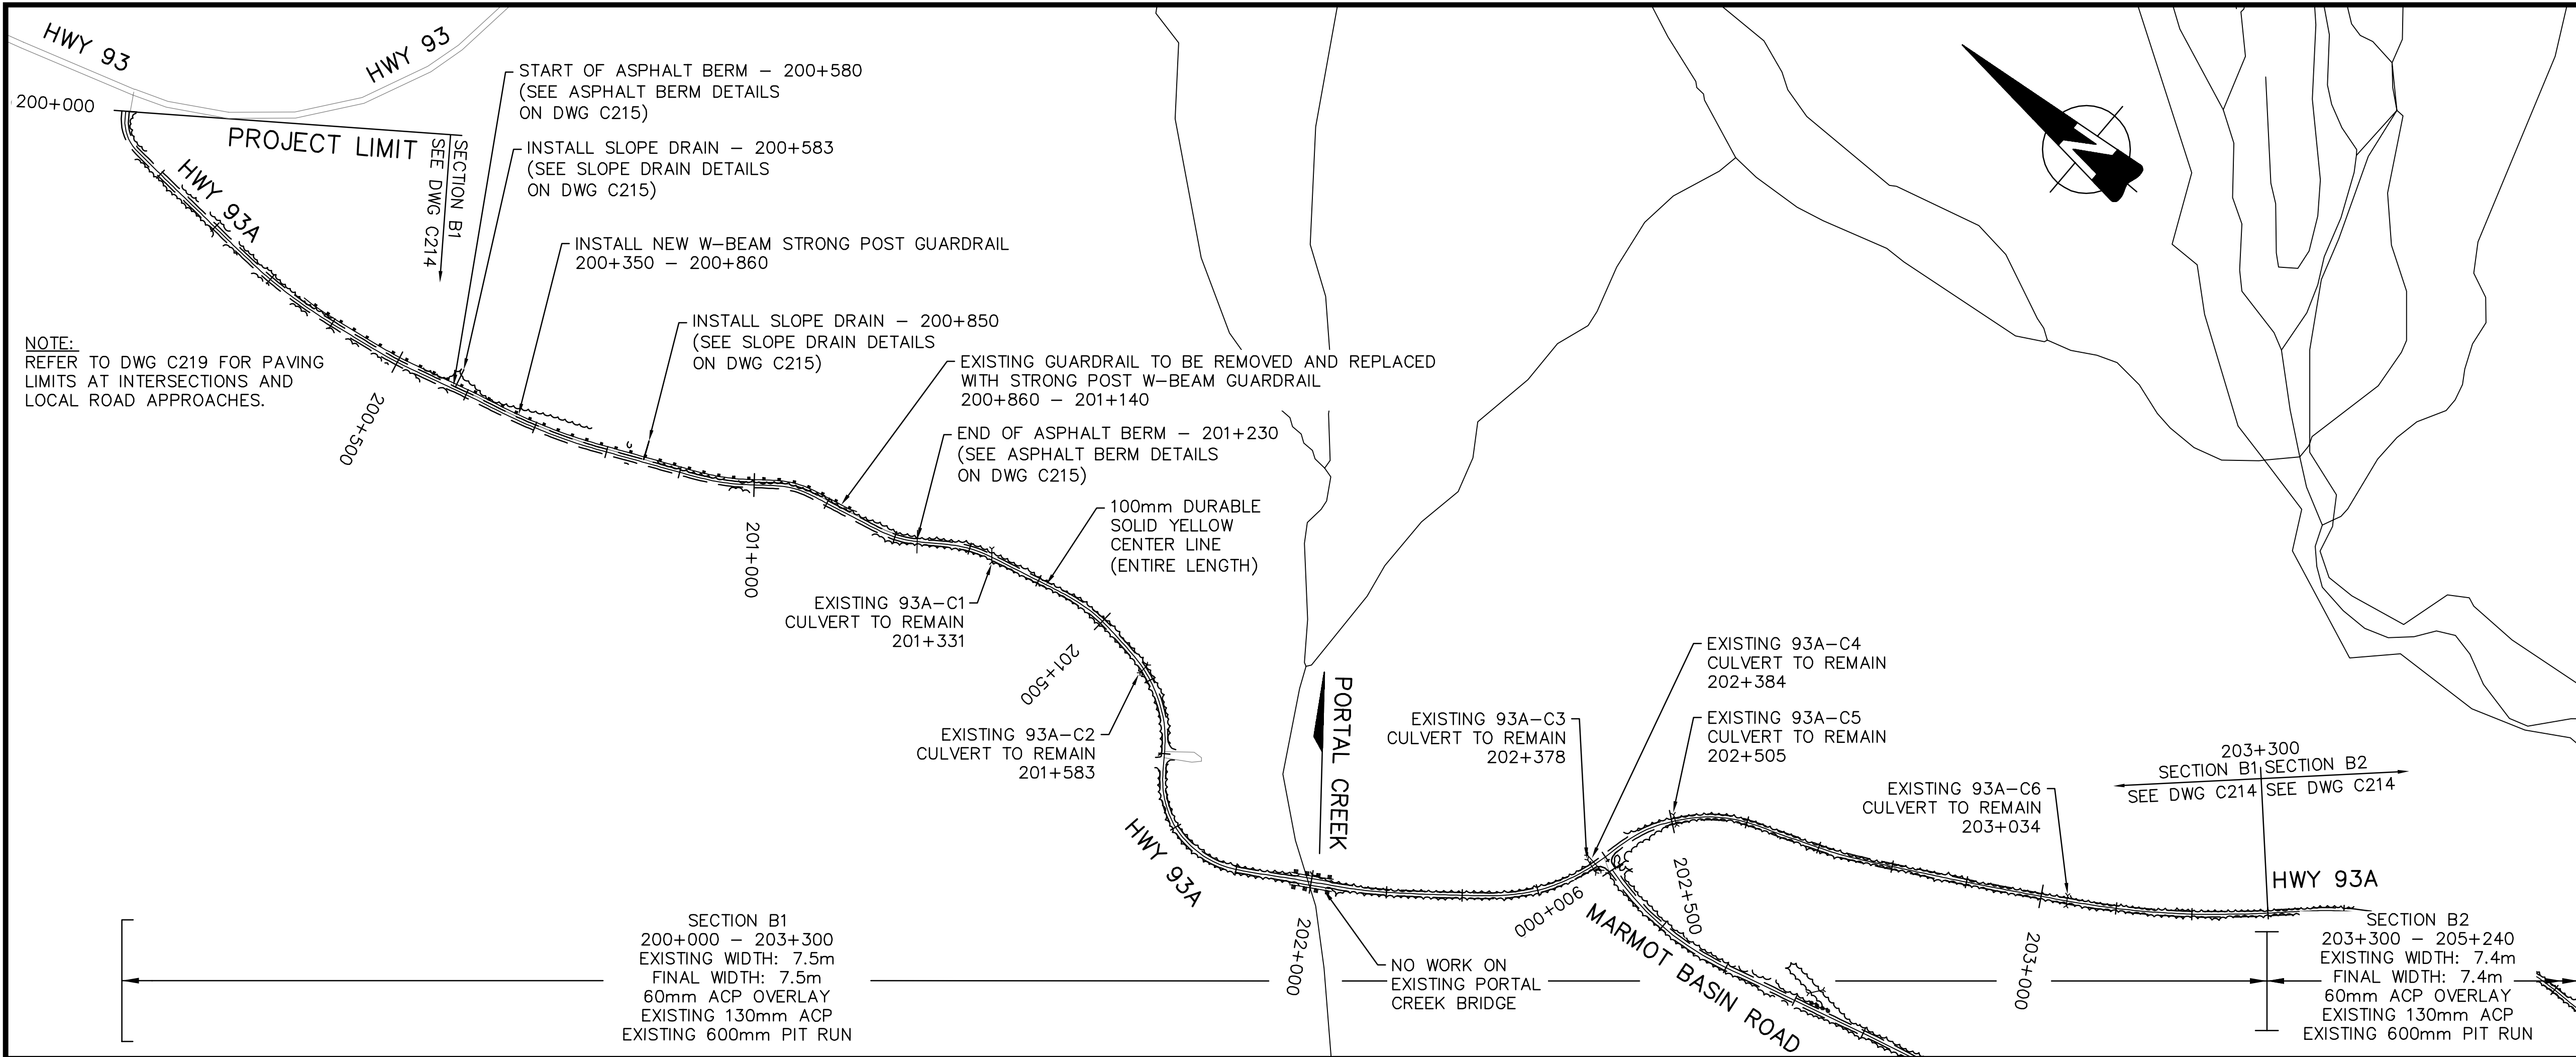 HWY 93
HWY 93
200+000
PROJECT LIMIT
SECTION B1
SEE DWG C214
HWY 93A
START OF ASPHALT BERM – 200+580
(SEE ASPHALT BERM DETAILS
ON DWG C215)
INSTALL SLOPE DRAIN – 200+583
(SEE SLOPE DRAIN DETAILS
ON DWG C215)
INSTALL NEW W–BEAM STRONG POST GUARDRAIL
200+350 – 200+860
INSTALL SLOPE DRAIN – 200+850
(SEE SLOPE DRAIN DETAILS
ON DWG C215)
NOTE:
REFER TO DWG C219 FOR PAVING
LIMITS AT INTERSECTIONS AND
LOCAL ROAD APPROACHES.
EXISTING GUARDRAIL TO BE REMOVED AND REPLACED
WITH STRONG POST W–BEAM GUARDRAIL
200+860 – 201+140
200+500
END OF ASPHALT BERM – 201+230
(SEE ASPHALT BERM DETAILS
ON DWG C215)
100mm DURABLE
SOLID YELLOW
CENTER LINE
(ENTIRE LENGTH)
201+000
EXISTING 93A–C1
CULVERT TO REMAIN
201+331
201+500
EXISTING 93A–C2
CULVERT TO REMAIN
201+583
PORTAL CREEK
EXISTING 93A–C4
CULVERT TO REMAIN
202+384
EXISTING 93A–C3
CULVERT TO REMAIN
202+378
EXISTING 93A–C5
CULVERT TO REMAIN
202+505
EXISTING 93A–C6
CULVERT TO REMAIN
203+034
203+300
SECTION B1 SECTION B2
SEE DWG C214 SEE DWG C214
HWY 93A
HWY 93A
900+000
202+500
MARMOT BASIN ROAD
202+000
203+000
SECTION B1
200+000 – 203+300
EXISTING WIDTH: 7.5m
FINAL WIDTH: 7.5m
60mm ACP OVERLAY
EXISTING 130mm ACP
EXISTING 600mm PIT RUN
NO WORK ON
EXISTING PORTAL
CREEK BRIDGE
SECTION B2
203+300 – 205+240
EXISTING WIDTH: 7.4m
FINAL WIDTH: 7.4m
60mm ACP OVERLAY
EXISTING 130mm ACP
EXISTING 600mm PIT RUN